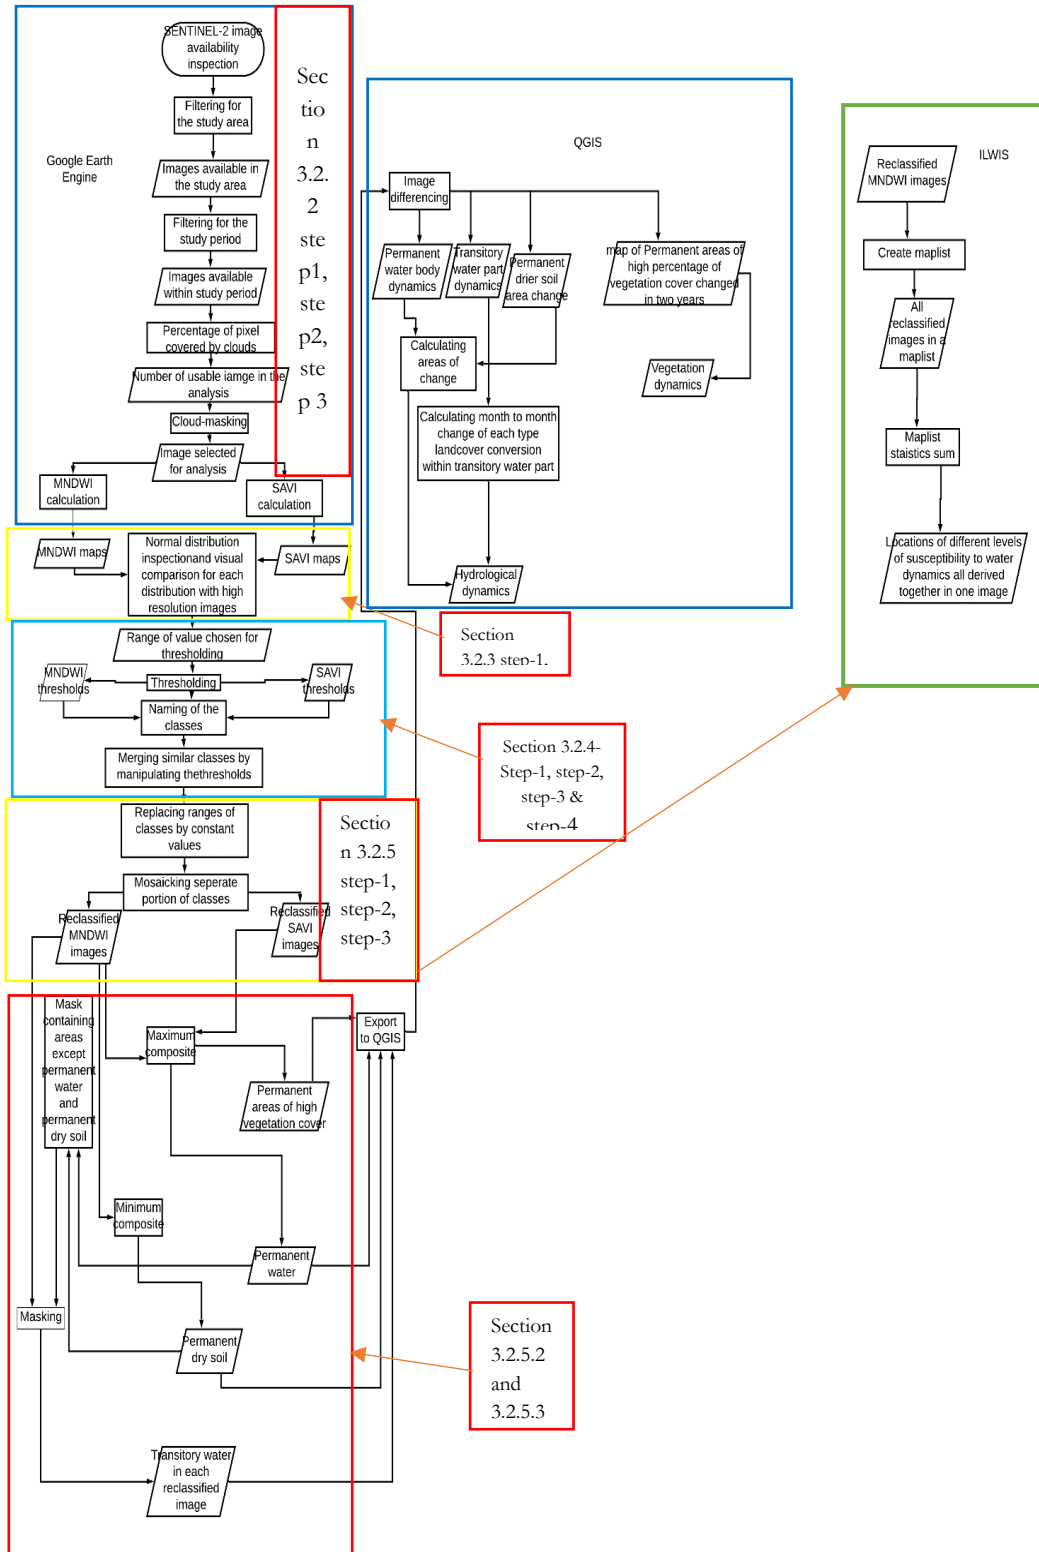 SENTINEL-2 image
availability
inspection
Filtering for
the study area
Google Earth
Engine
Images available in
the study area
Filtering for the
study period
Images available
within study period
Percentage of pixel
covered by clouds
Number of usable iamge in the
analysis
Cloud-masking
Image selected
for analysis
MNDWI
calculation
SAVI
calculation
Sec
tio
n
3.2.
2
ste
p1,
ste
p2,
ste
p 3
MNDWI maps
Normal distribution
inspectionand visual
comparison for each
distribution with high
resolution images
SAVI maps
Section
3.2.3 step-1,
Range of value chosen for
thresholding
MNDWI
thresholds
Thresholding
SAVI
thresholds
Naming of the
classes
Merging similar classes by
manipulating thethresholds
Section 3.2.4-
Step-1, step-2,
step-3 &
step-4
Replacing ranges of
classes by constant
values
Mosaicking seperate
portion of classes
Reclassified
MNDWI
images
Reclassified
SAVI
images
Sectio
n 3.2.5
step-1,
step-2,
step-3
Mask
containing
areas
except
permanent
water
and
permanent
dry soil
Maximum
composite
Export
to QGIS
Permanent
areas of high
vegetation cover
Minimum
composite
Permanent
water
Masking
Permanent
dry soil
Transitory water
in each
reclassified
image
Section
3.2.5.2
and
3.2.5.3
QGIS
Image
differencing
Permanent
water body
dynamics
Transitory
water part
dynamics
Permanent
drier soil
area change
map of Permanent areas of
high percentage of
vegetation cover changed
in two years
Calculating
areas of
change
Vegetation
dynamics
Calculating month to month
change of each type
landcover conversion
within transitory water part
Hydrological
dynamics
ILWIS
Reclassified
MNDWI images
Create maplist
All
reclassified
images in a
maplist
Maplist
staistics sum
Locations of different levels
of susceptibility to water
dynamics all derived
together in one image